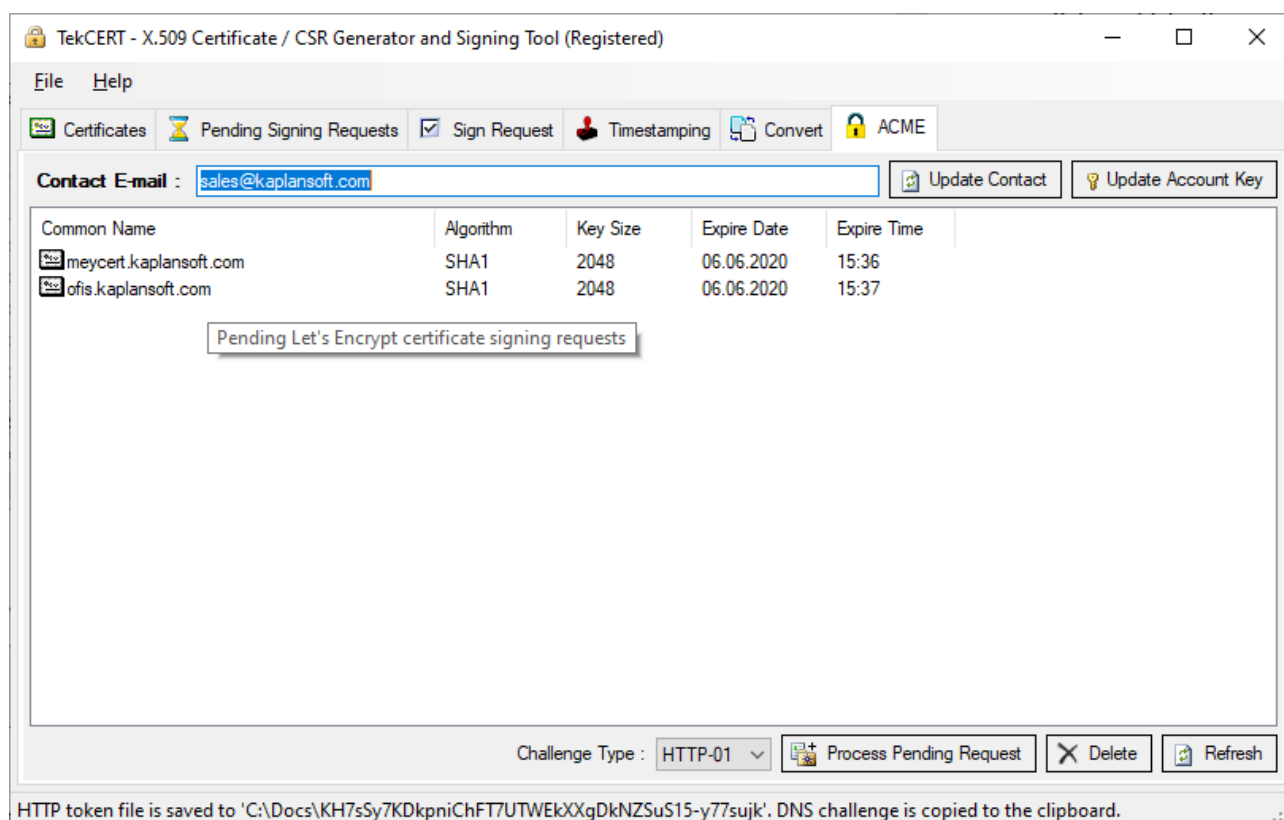 TekCERT - X.509 Certificate / CSR Generator and Signing Tool (Registered)
File Help
Certificates Pending Signing Requests Sign Request Timestamping Convert ACME
Contact E-mail : sales@kaplansoft.com Update Contact Update Account Key
Common Name Algorithm Key Size Expire Date Expire Time
meycert.kaplansoft.com SHA1 2048 06.06.2020 15:36
ofis.kaplansoft.com SHA1 2048 06.06.2020 15:37
Pending Let's Encrypt certificate signing requests
Challenge Type : HTTP-01 Process Pending Request Delete Refresh
HTTP token file is saved to 'C:\Docs\KH7sSy7KDkpniChFT7UTWEkXXgDkNZSuS15-y77sujk'. DNS challenge is copied to the clipboard.